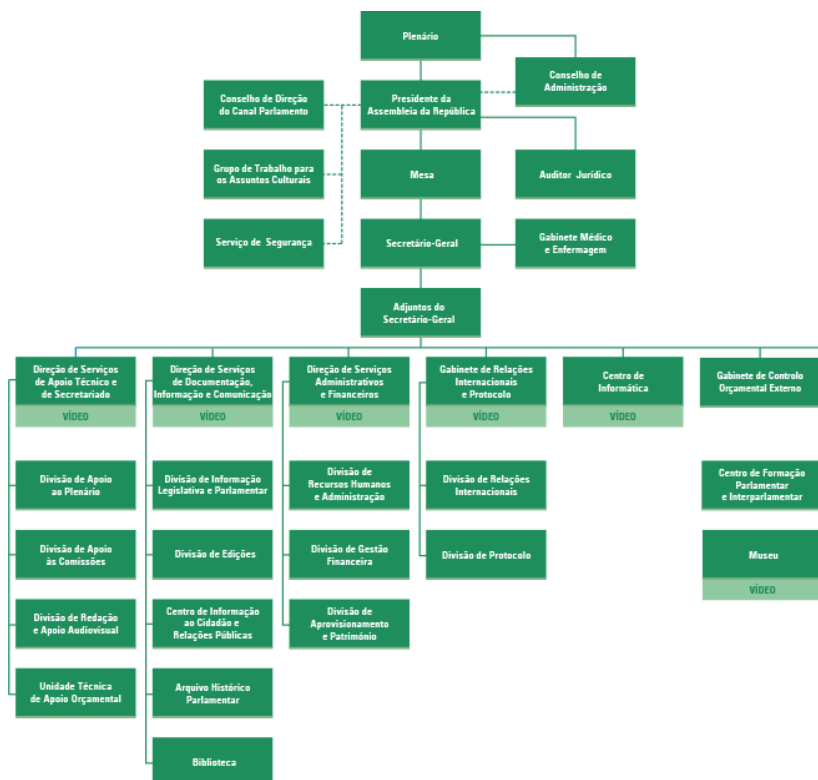 Plenário
Conselho de
Administração
Conselho de Direção
do Canal Parlamento
Presidente da
Assembleia da República
Grupo de Trabalho para
os Assuntos Culturais
Mesa
Auditor Jurídico
Serviço de Segurança
Secretário-Geral
Gabinete Médico
e Enfermagem
Adjuntos do
Secretário-Geral
Direção de Serviços
de Apoio Técnico e
de Secretariado
VÍDEO
Direção de Serviços
de Documentação,
Informação e Comunicação
VÍDEO
Direção de Serviços
Administrativos
e Financeiros
VÍDEO
Gabinete de Relações
Internacionais
e Protocolo
VÍDEO
Centro de
Informática
VÍDEO
Gabinete de Controlo
Orçamental Externo
Divisão de Apoio
ao Plenário
Divisão de Informação
Legislativa e Parlamentar
Divisão de
Recursos Humanos
e Administração
Divisão de Relações
Internacionais
Centro de Formação
Parlamentar
e Interparlamentar
Divisão de Apoio
às Comissões
Divisão de Edições
Divisão de Gestão
Financeira
Divisão de Protocolo
Museu
VÍDEO
Divisão de Redação
e Apoio Audiovisual
Centro de Informação
ao Cidadão e
Relações Públicas
Divisão de
Aprovisionamento
e Património
Unidade Técnica
de Apoio Orçamental
Arquivo Histórico
Parlamentar
Biblioteca